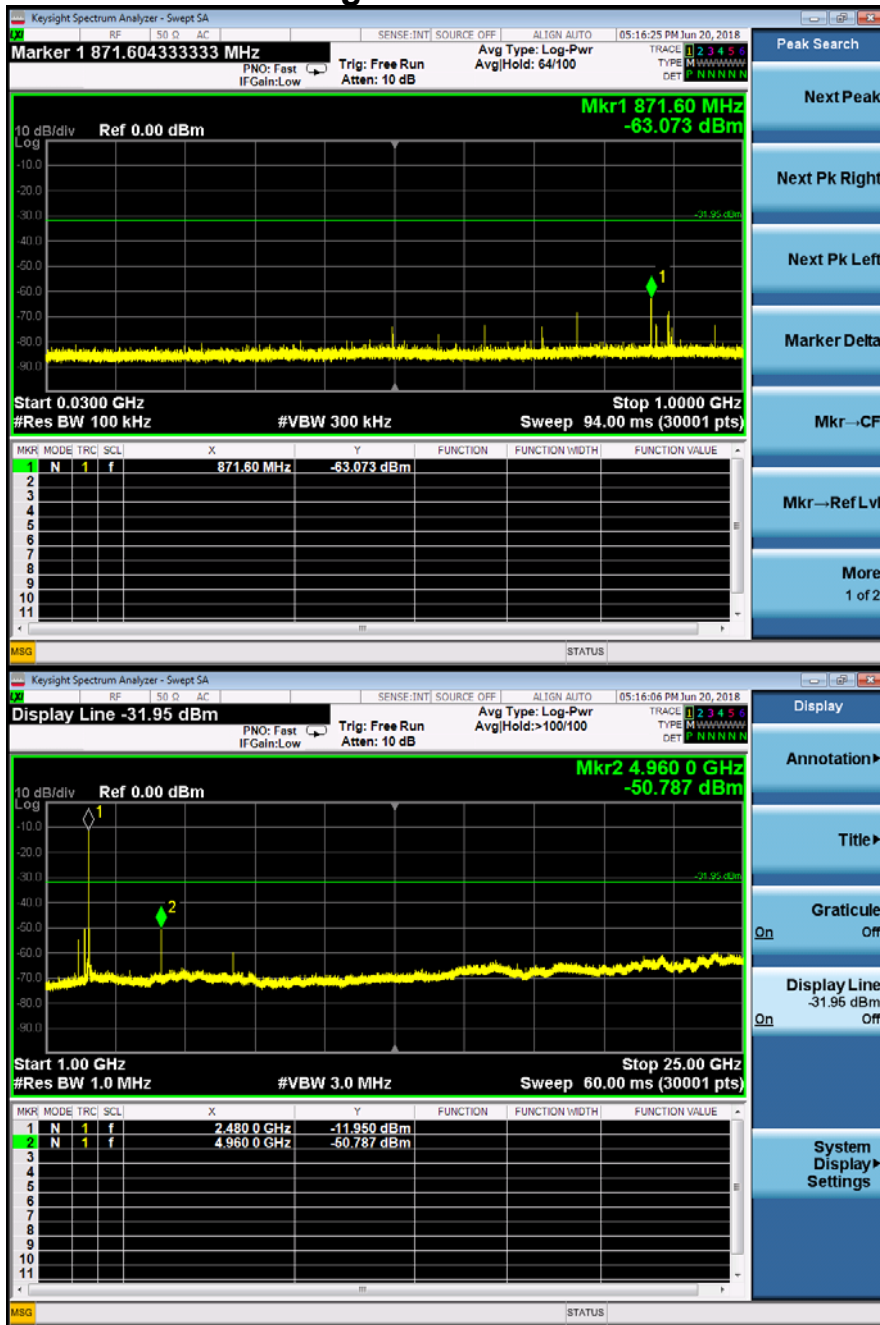 Keysight Spectrum Analyzer - Swept SA
LXI RF 50 Ω AC SENSE:INT SOURCE OFF ALIGN AUTO 05:16:25 PM Jun 20, 2018
Marker 1 871.604333333 MHz
PNO: Fast
IFGain:Low
Trig: Free Run
Atten: 10 dB
Avg Type: Log-Pwr
Avg|Hold: 64/100
TRACE 1 2 3 4 5 6
TYPE M WWWWW
DET P N N N N N
Mkr1 871.60 MHz
-63.073 dBm
10 dB/div Ref 0.00 dBm
Log
-10.0
-20.0
-30.0
-31.95 dBm
-40.0
-50.0
-60.0
1
-70.0
-80.0
-90.0
Start 0.0300 GHz Stop 1.0000 GHz
#Res BW 100 kHz #VBW 300 kHz Sweep 94.00 ms (30001 pts)
MKR MODE TRC SCL X Y FUNCTION FUNCTION WIDTH FUNCTION VALUE
1 N 1 f 871.60 MHz -63.073 dBm
2
3
4
5
6
7
8
9
10
11
MSG STATUS
Peak Search
Next Peak
Next Pk Right
Next Pk Left
Marker Delta
Mkr→CF
Mkr→Ref Lvl
More
1 of 2
Keysight Spectrum Analyzer - Swept SA
LXI RF 50 Ω AC SENSE:INT SOURCE OFF ALIGN AUTO 05:16:06 PM Jun 20, 2018
Display Line -31.95 dBm
PNO: Fast
IFGain:Low
Trig: Free Run
Atten: 10 dB
Avg Type: Log-Pwr
Avg|Hold:>100/100
TRACE 1 2 3 4 5 6
TYPE M WWWWW
DET P N N N N N
Mkr2 4.960 0 GHz
-50.787 dBm
10 dB/div Ref 0.00 dBm
Log
1
-10.0
-20.0
-30.0
-31.95 dBm
-40.0
2
-50.0
-60.0
-70.0
-80.0
-90.0
Start 1.00 GHz Stop 25.00 GHz
#Res BW 1.0 MHz #VBW 3.0 MHz Sweep 60.00 ms (30001 pts)
MKR MODE TRC SCL X Y FUNCTION FUNCTION WIDTH FUNCTION VALUE
1 N 1 f 2.480 0 GHz -11.950 dBm
2 N 1 f 4.960 0 GHz -50.787 dBm
3
4
5
6
7
8
9
10
11
MSG STATUS
Display
Annotation
Title
Graticule
On Off
Display Line
-31.95 dBm
On Off
System
Display
Settings